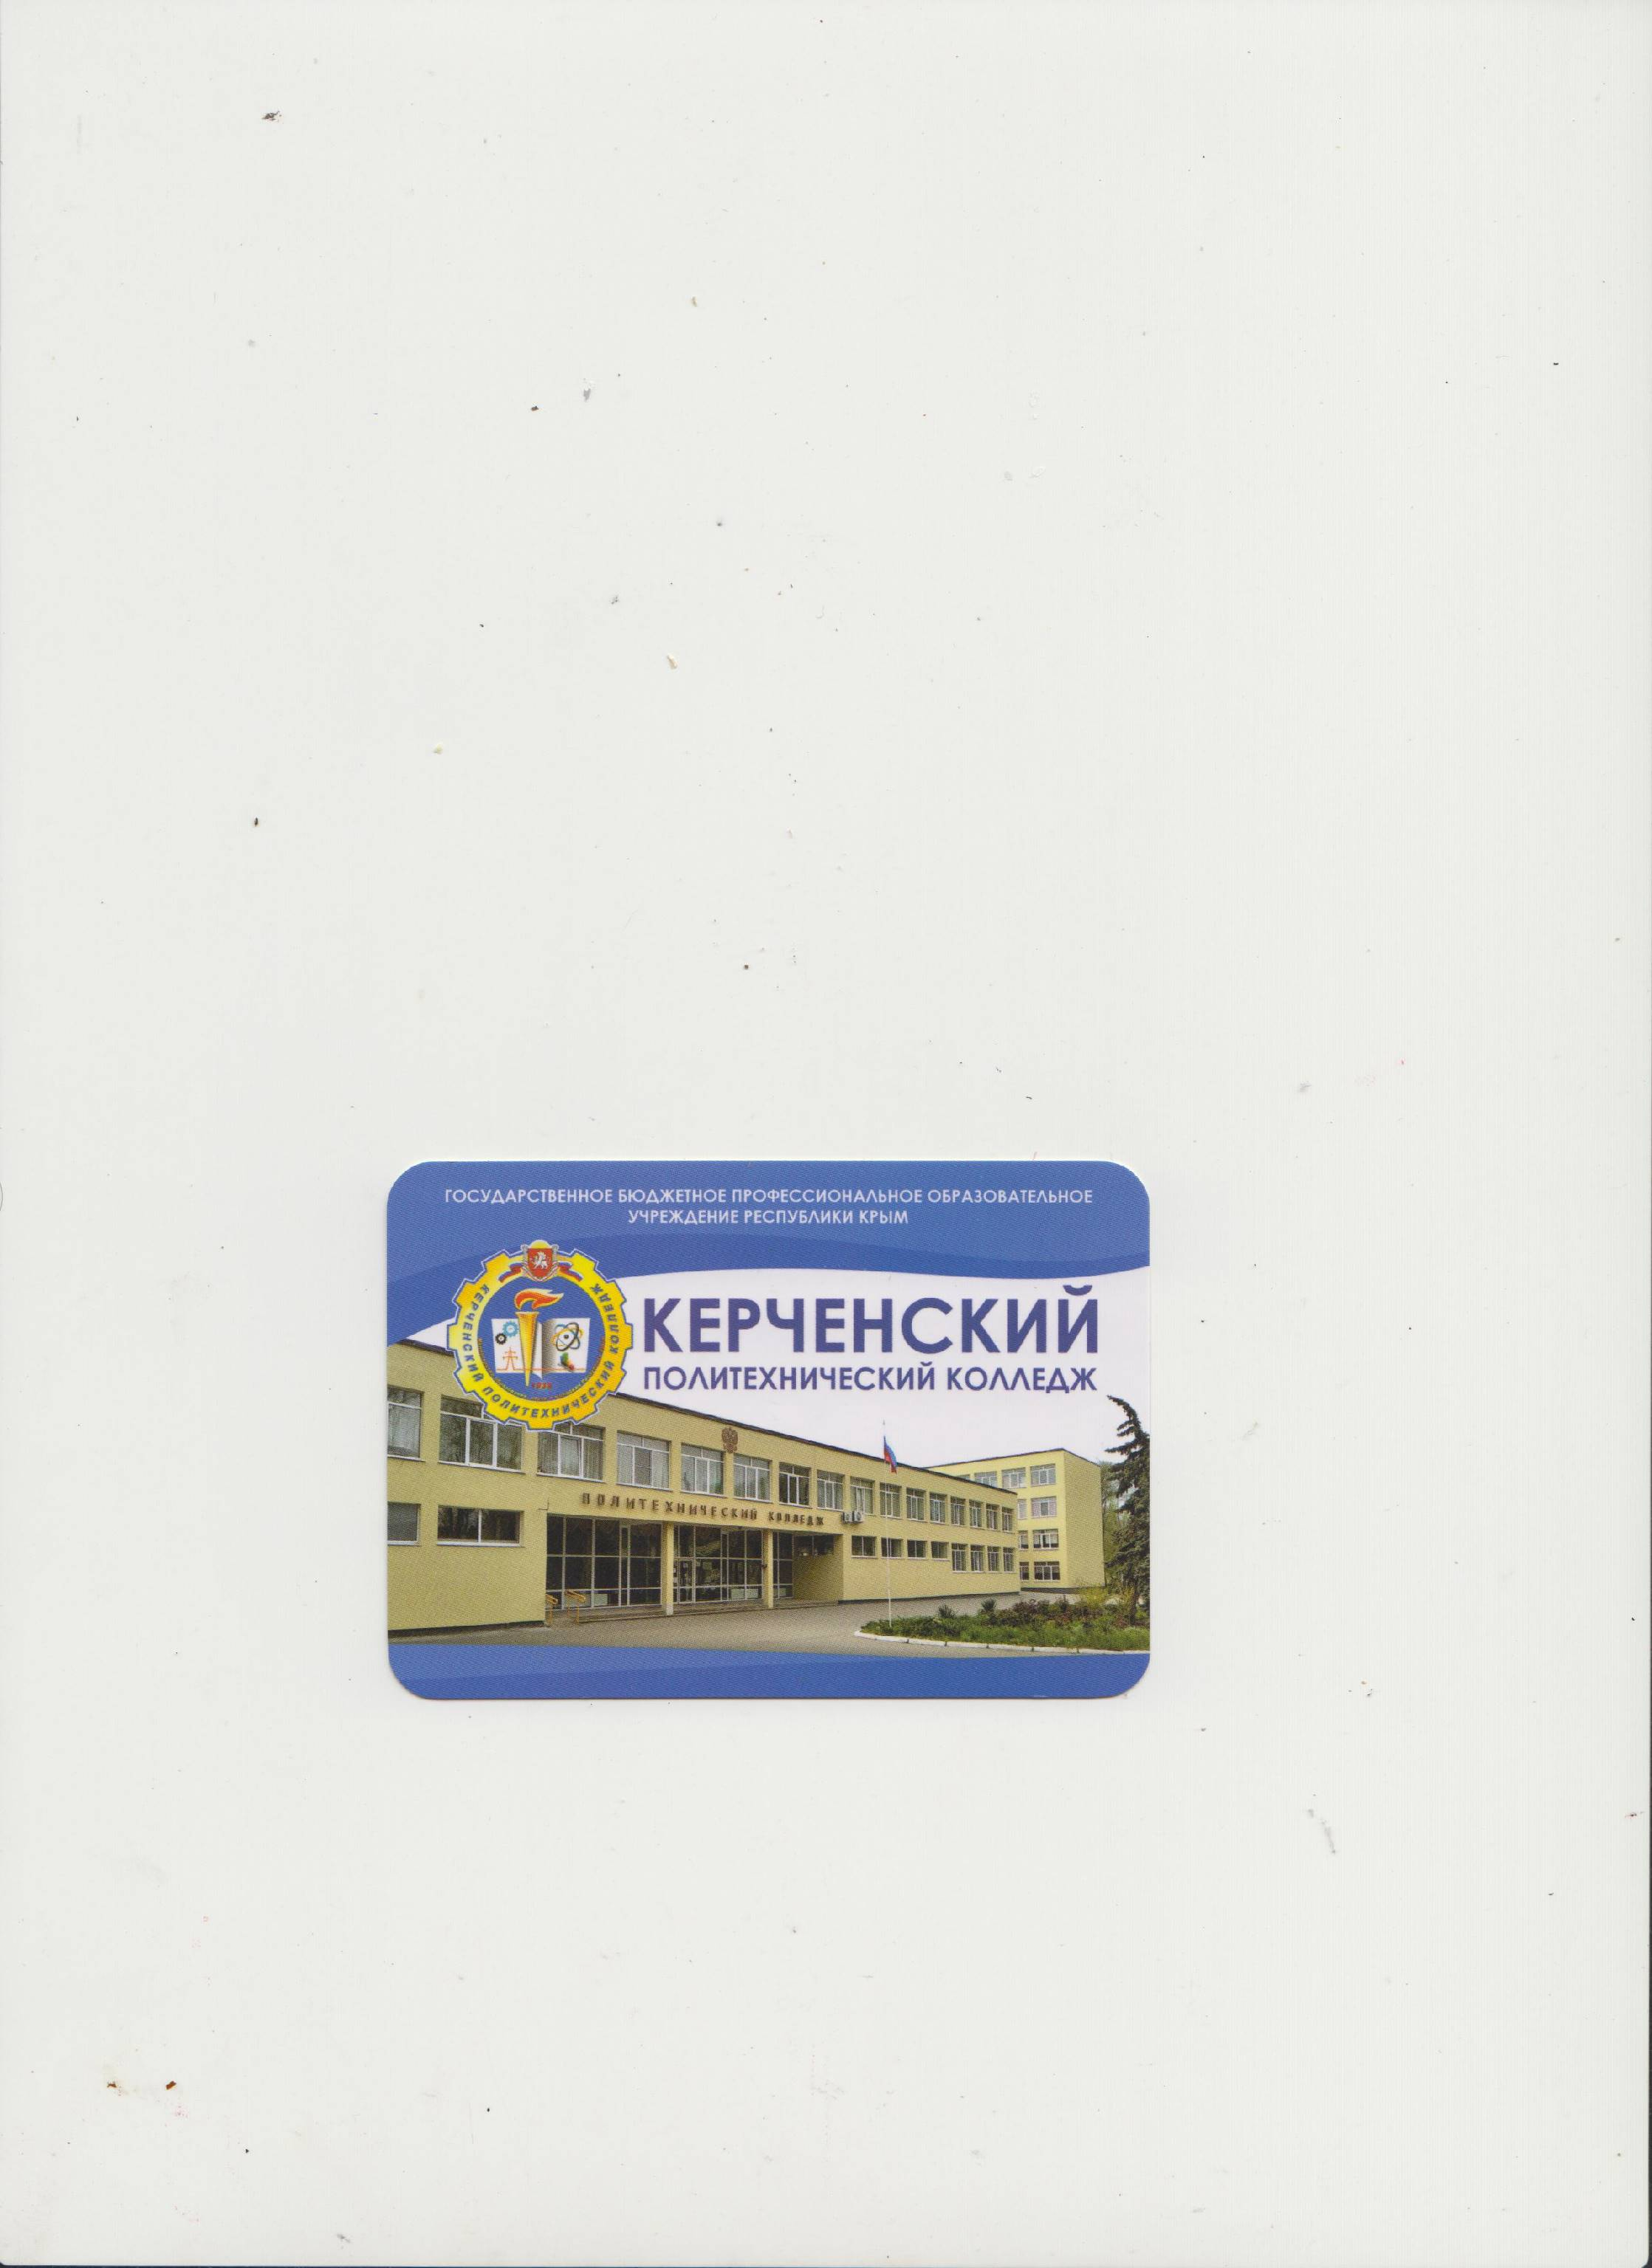 ГОСУДАРСТВЕННОЕ БЮДЖЕТНОЕ ПРОФЕССИОНАЛЬНОЕ ОБРАЗОВАТЕЛЬНОЕ
УЧРЕЖДЕНИЕ РЕСПУБЛИКИ КРЫМ
КЕРЧЕНСКИЙ ПОЛИТЕХНИЧЕСКИЙ КОЛЛЕДЖ
КЕРЧЕНСКИЙ
ПОЛИТЕХНИЧЕСКИЙ КОЛЛЕДЖ
ПОЛИТЕХНИЧЕСКИЙ КОЛЛЕДЖ